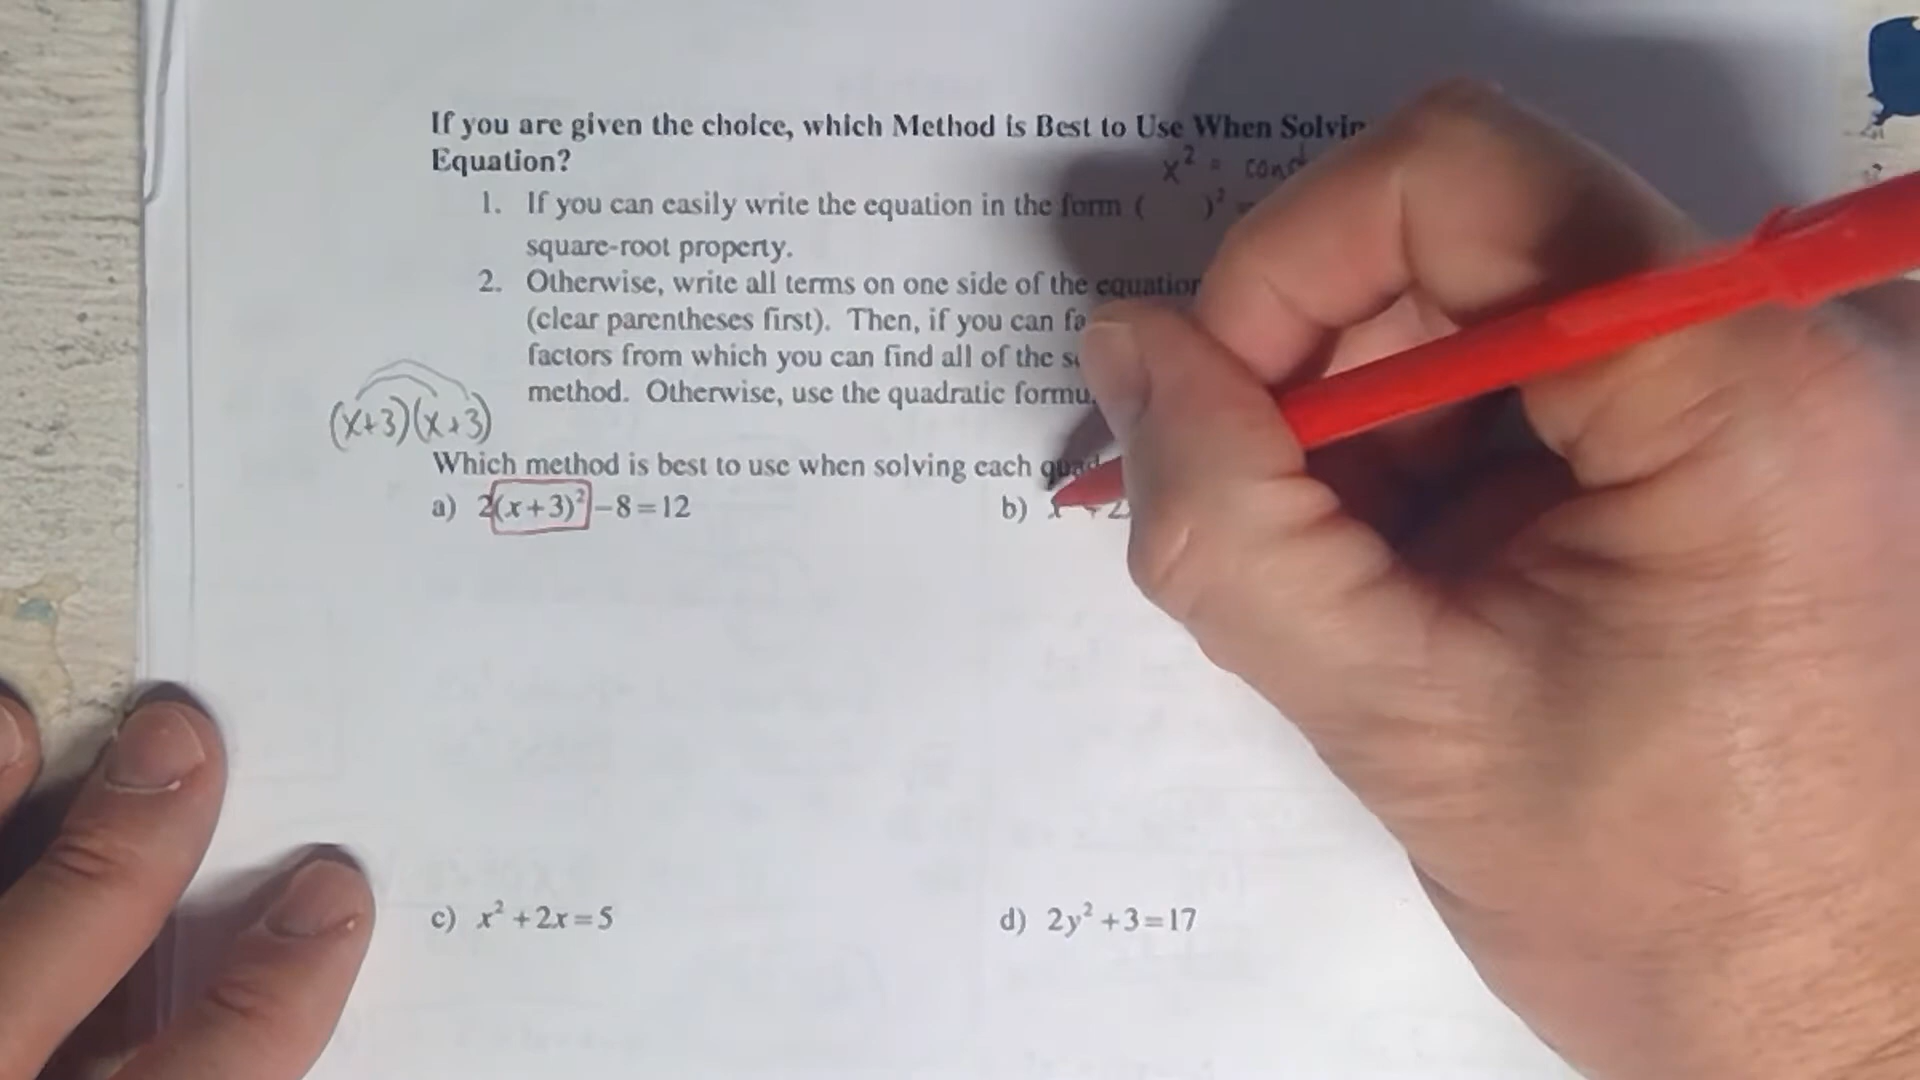 If you are given the choice, which Method is Best to Use When
Equation?
x² = const
1. If you can easily write the equation in the form ( )² =
square-root property.
2. Otherwise, write all terms on one side of the equation
(clear parentheses first). Then, if you can
factors from which you can find all of the
method. Otherwise, use the quadratic
(x+3)(x+3)
Which method is best to use when solving each
a) 2(x+3)²−8=12
b)
c) x²+2x=5
d) 2y²+3=17